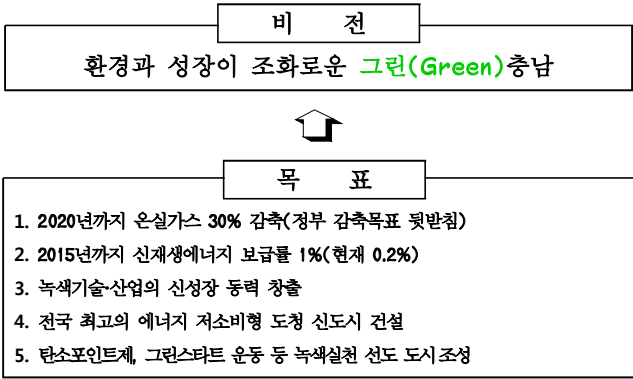 비 전
환경과 성장이 조화로운 그린(Green)충남
목 표
1. 2020년까지 온실가스 30% 감축(정부 감축목표 뒷받침)
2. 2015년까지 신재생에너지 보급률 1%(현재 0.2%)
3. 녹색기술·산업의 신성장 동력 창출
4. 전국 최고의 에너지 저소비형 도청 신도시 건설
5. 탄소포인트제, 그린스타트 운동 등 녹색실천 선도 도시조성